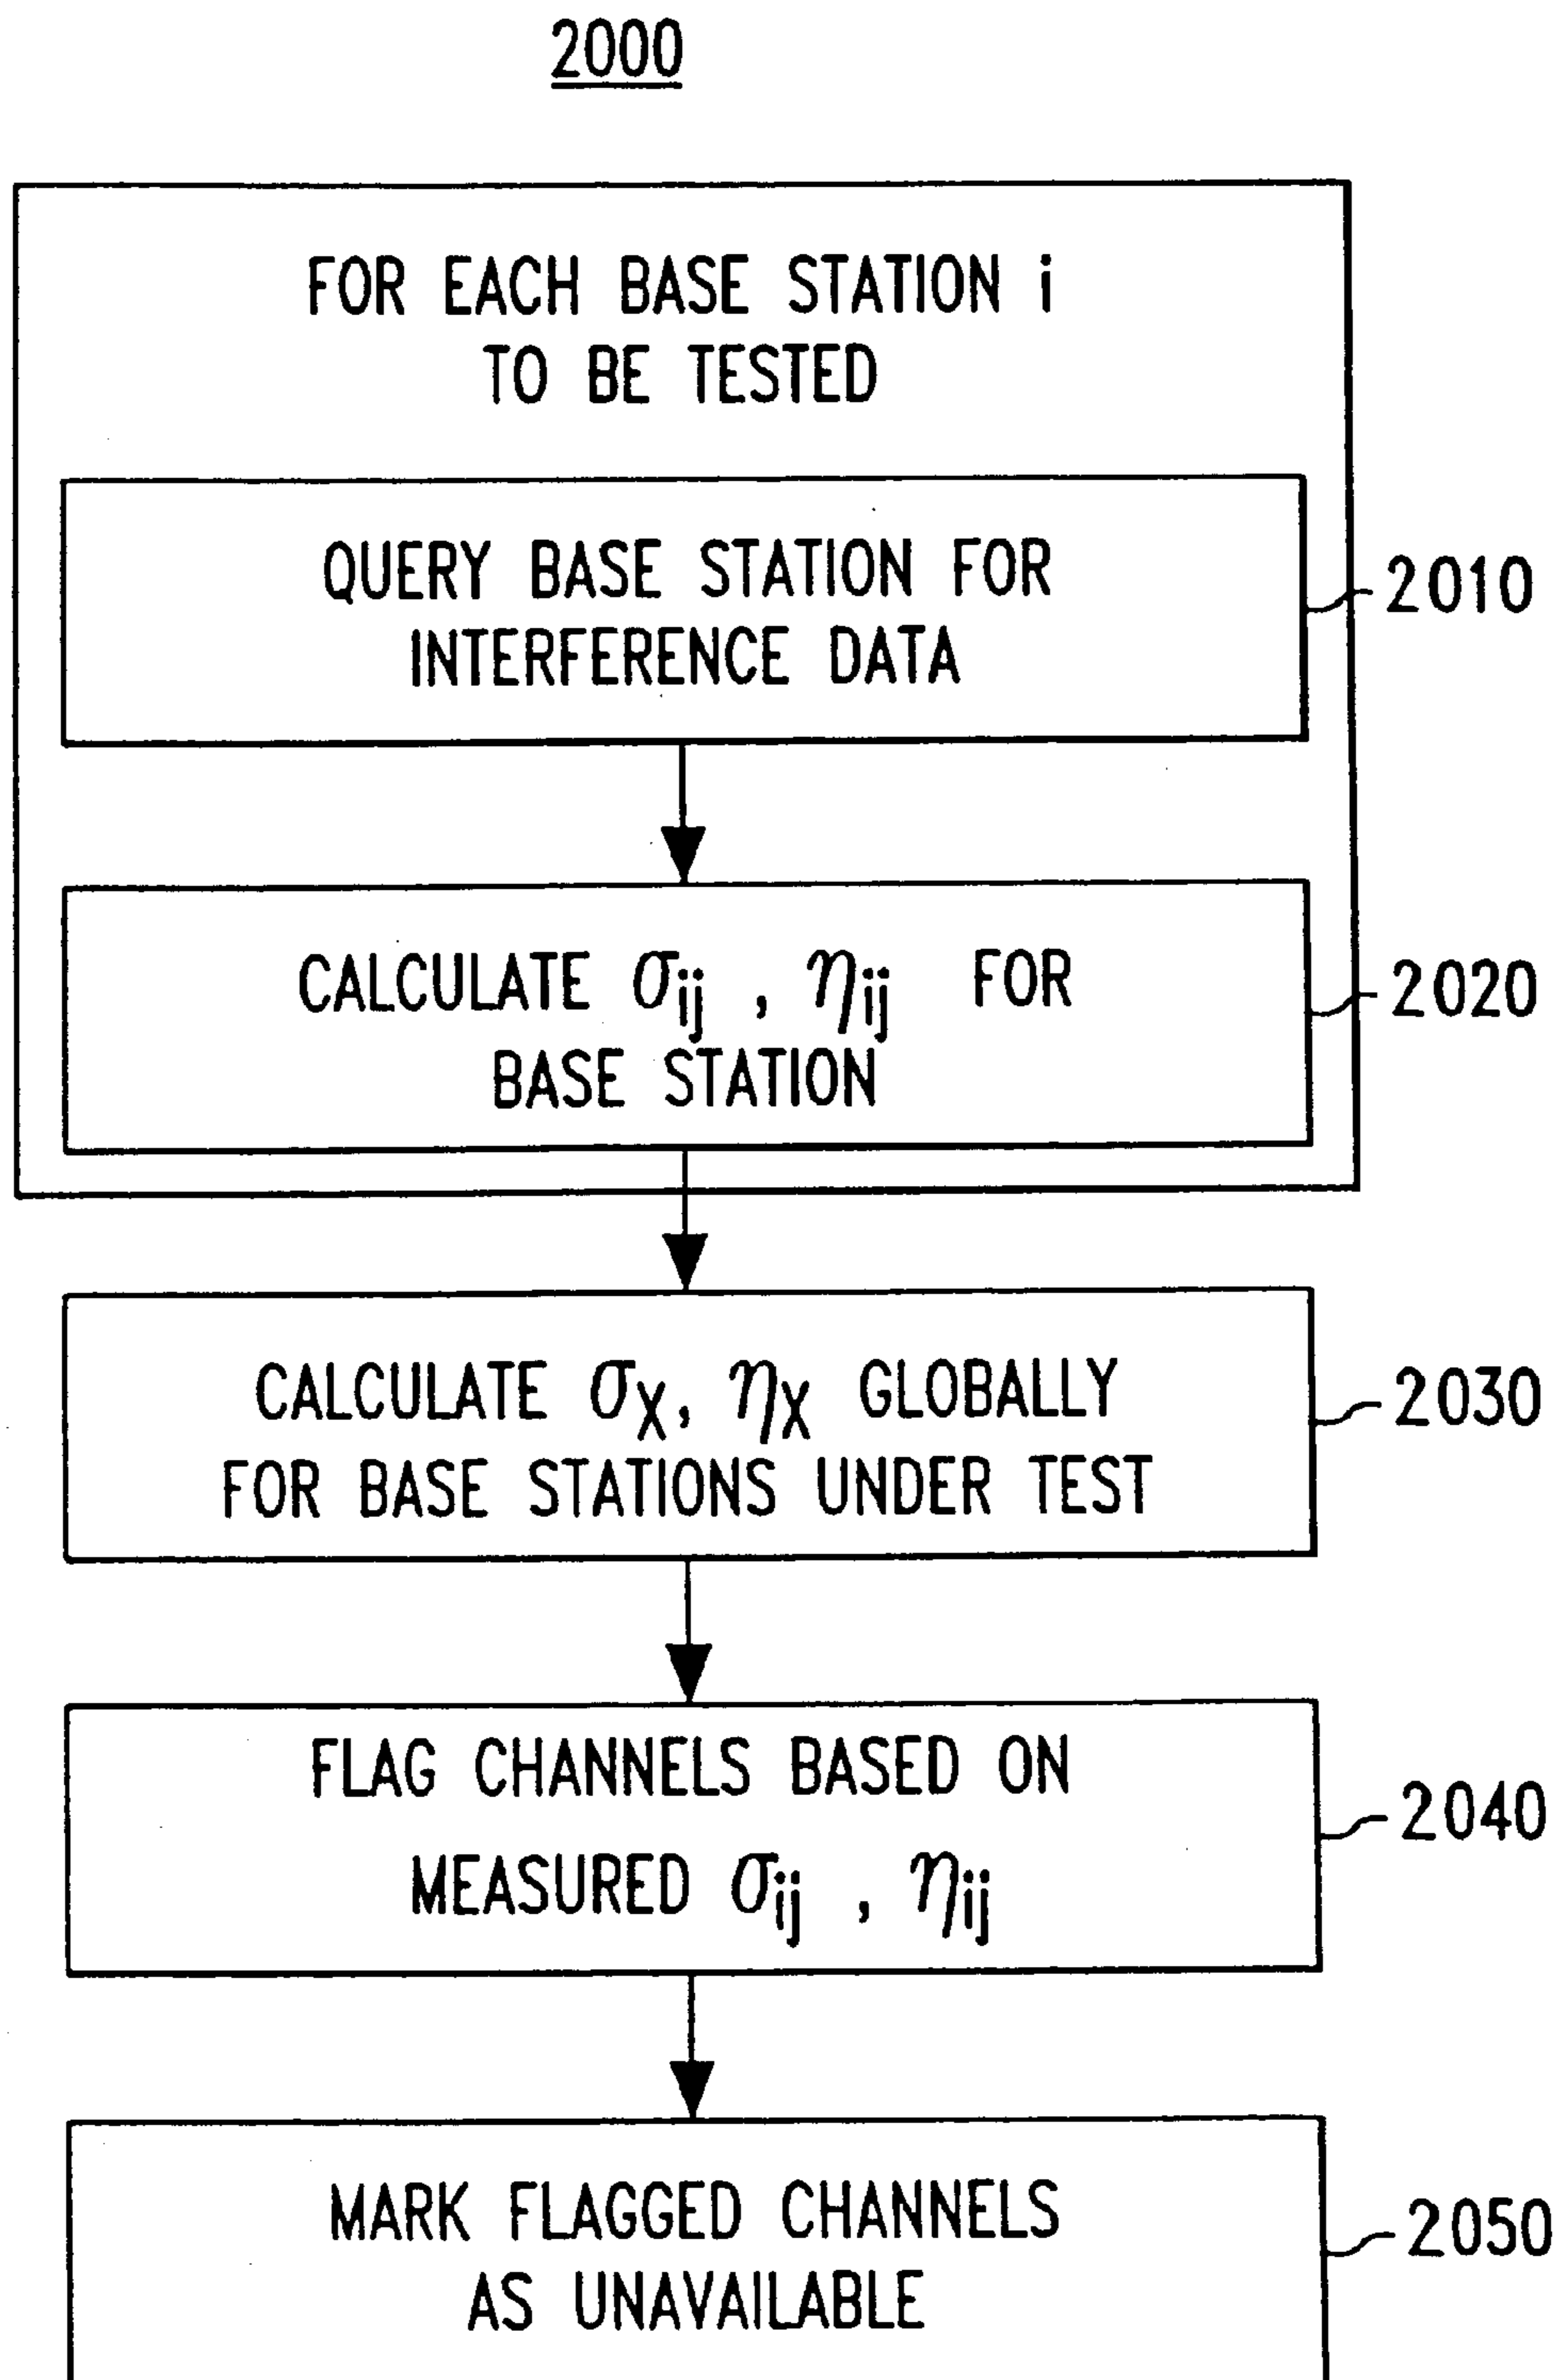 2000
FOR EACH BASE STATION i
TO BE TESTED
QUERY BASE STATION FOR
INTERFERENCE DATA
2010
CALCULATE σij , ηij FOR
BASE STATION
2020
CALCULATE σX, ηX GLOBALLY
FOR BASE STATIONS UNDER TEST
2030
FLAG CHANNELS BASED ON
MEASURED σij , ηij
2040
MARK FLAGGED CHANNELS
AS UNAVAILABLE
2050